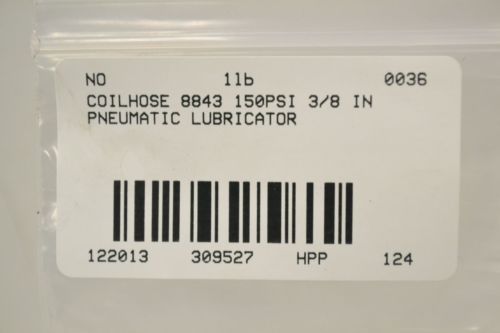 NO 1lb 0036
COILHOSE 8843 150PSI 3/8 IN
PNEUMATIC LUBRICATOR
122013 309527 HPP 124